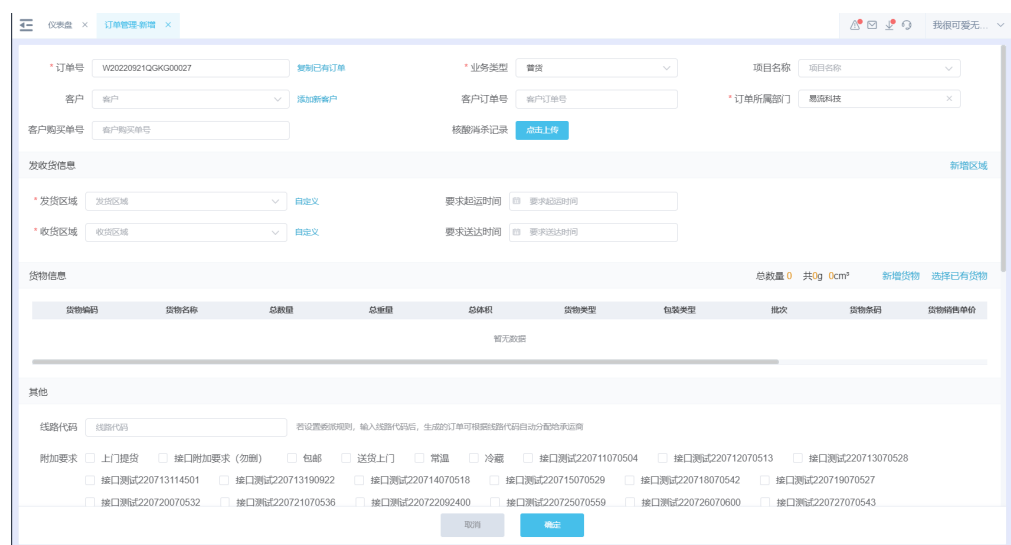 仪表盘 × 订单管理-新增 × 我很可爱无...
*订单号 W20220921QGKG00027 复制已有订单 *业务类型 普货 项目名称 项目名称
客户 客户 添加新客户 客户订单号 客户订单号 *订单所属部门 易流科技 ×
客户购买单号 客户购买单号 核酸消杀记录 点击上传
发收货信息 新增区域
*发货区域 发货区域 自定义 要求起运时间 要求起运时间
*收货区域 收货区域 自定义 要求送达时间 要求送达时间
货物信息 总数量 0 共0g 0cm³ 新增货物 选择已有货物
货物编码 货物名称 总数量 总重量 总体积 货物类型 包装类型 批次 货物条码 货物销售单价
暂无数据
其他
线路代码 线路代码 若设置委派规则，输入线路代码后，生成的订单可根据线路代码自动分配给承运商
附加要求 上门提货 接口附加要求（勿删） 包邮 送货上门 常温 冷藏 接口测试220711070504 接口测试220712070513 接口测试220713070528
接口测试220713114501 接口测试220713190922 接口测试220714070518 接口测试220715070529 接口测试220718070542 接口测试220719070527
接口测试220720070532 接口测试220721070536 接口测试220722092400 接口测试220725070559 接口测试220726070600 接口测试220727070543
取消 确定